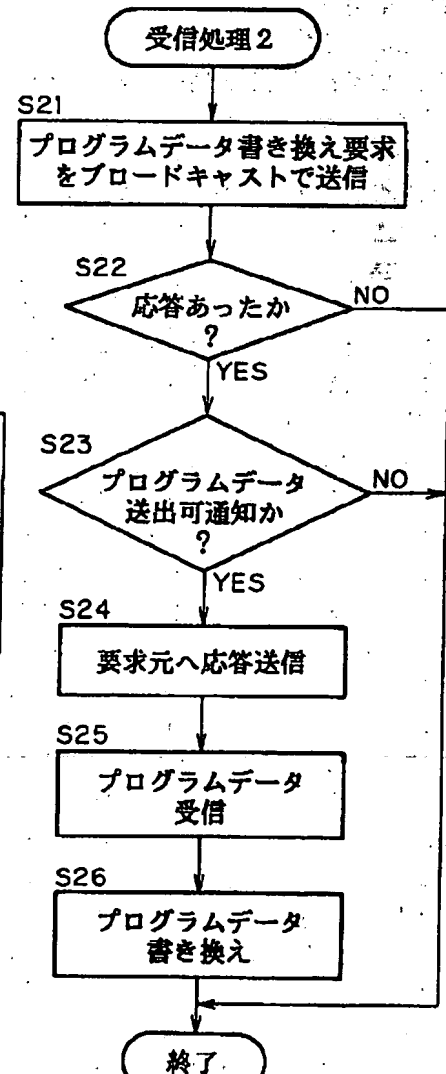 受信処理2
S21
プログラムデータ書き換え要求
をブロードキャストで送信
S22
応答あったか
?
NO
YES
S23
プログラムデータ
送出可通知か
?
NO
YES
S24
要求元へ応答送信
S25
プログラムデータ
受信
S26
プログラムデータ
書き換え
終了